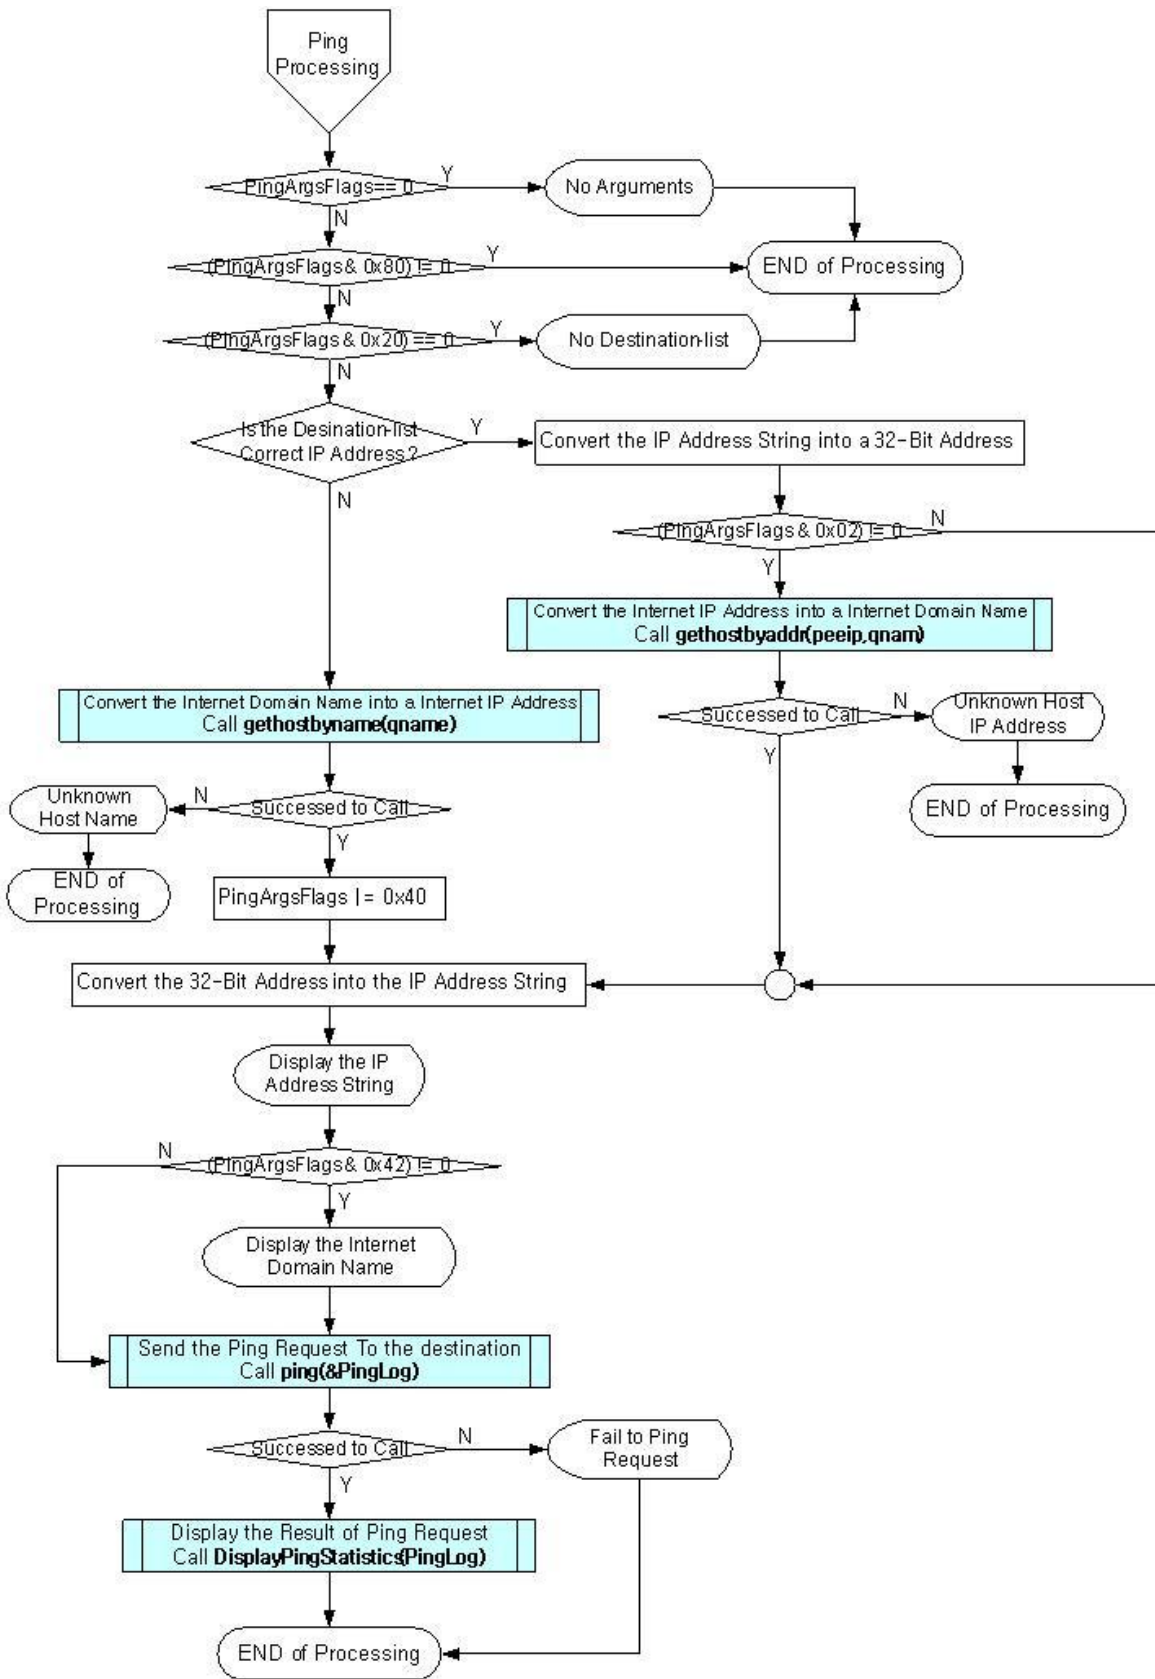 Ping
Processing
PingArgsFlags== 0
Y
No Arguments
N
(PingArgsFlags & 0x80) != 0
Y
END of Processing
N
(PingArgsFlags & 0x20) == 0
Y
No Destination-list
N
Is the Desination-list
Correct IP Address?
Y
Convert the IP Address String into a 32-Bit Address
N
(PingArgsFlags & 0x02) != 0
N
Y
Convert the Internet IP Address into a Internet Domain Name
Call gethostbyaddr(peeip,qnam)
Convert the Internet Domain Name into a Internet IP Address
Call gethostbyname(qname)
Successed to Call
N
Unknown Host
IP Address
Y
END of Processing
Unknown
Host Name
N
Successed to Call
Y
END of
Processing
PingArgsFlags |= 0x40
Convert the 32-Bit Address into the IP Address String
Display the IP
Address String
N
(PingArgsFlags & 0x42) != 0
Y
Display the Internet
Domain Name
Send the Ping Request To the destination
Call ping(&PingLog)
Successed to Call
N
Fail to Ping
Request
Y
Display the Result of Ping Request
Call DisplayPingStatistics(PingLog)
END of Processing